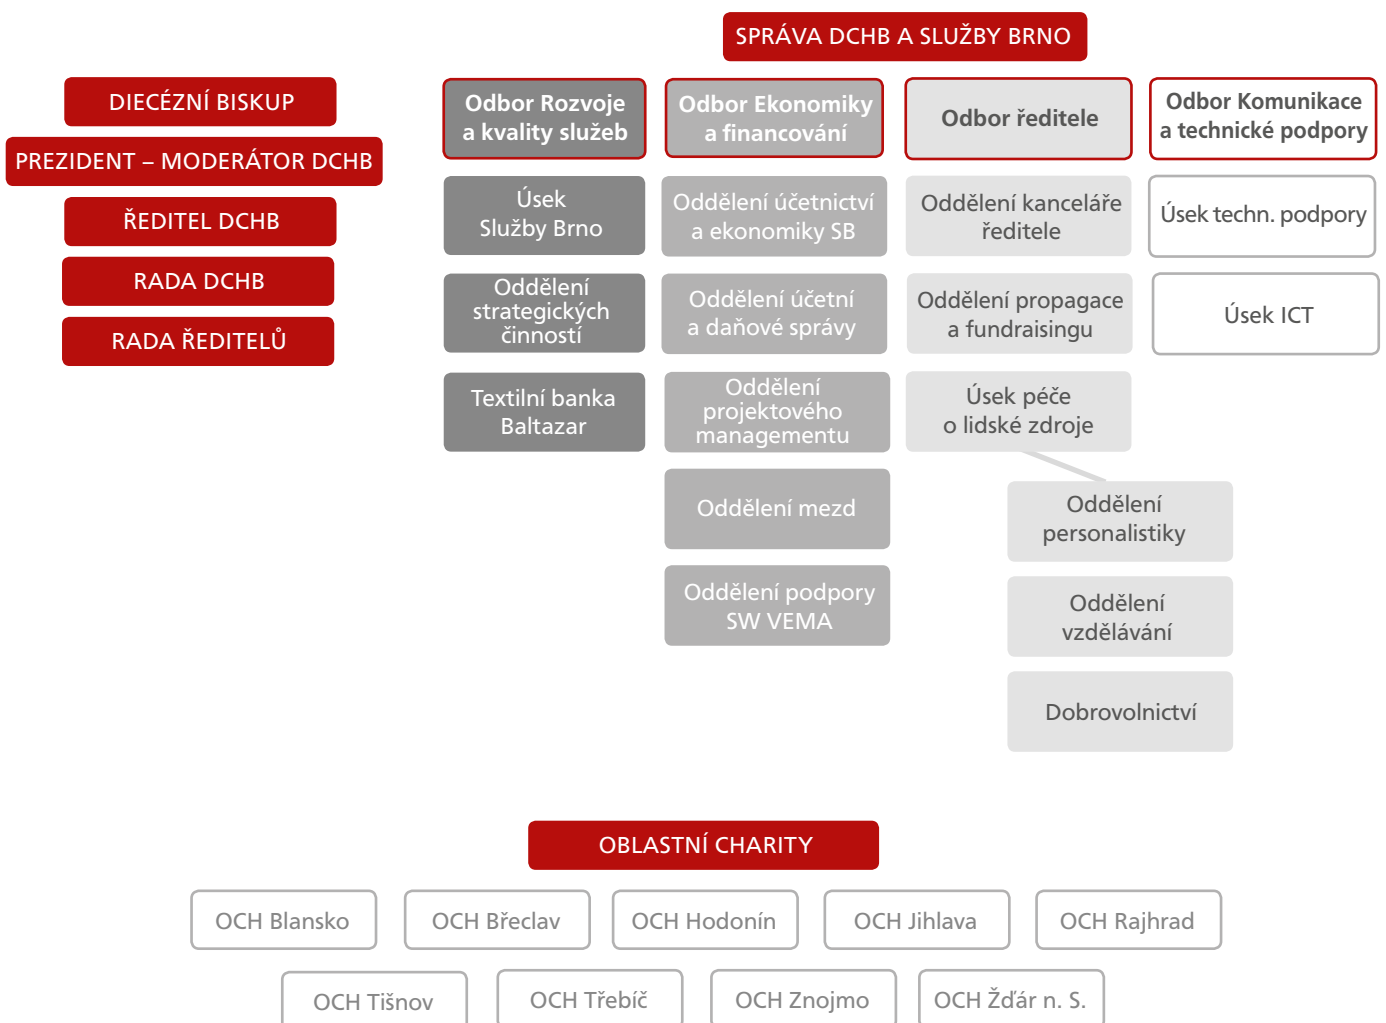 SPRÁVA DCHB A SLUŽBY BRNO
DIECÉZNÍ BISKUP
PREZIDENT – MODERÁTOR DCHB
ŘEDITEL DCHB
RADA DCHB
RADA ŘEDITELŮ
Odbor Rozvoje
a kvality služeb
Úsek
Služby Brno
Oddělení
strategických
činností
Textilní banka
Baltazar
Odbor Ekonomiky
a financování
Oddělení účetnictví
a ekonomiky SB
Oddělení účetní
a daňové správy
Oddělení
projektového
managementu
Oddělení mezd
Oddělení podpory
SW VEMA
Odbor ředitele
Oddělení kanceláře
ředitele
Oddělení propagace
a fundraisingu
Úsek péče
o lidské zdroje
Oddělení
personalistiky
Oddělení
vzdělávání
Dobrovolnictví
Odbor Komunikace
a technické podpory
Úsek techn. podpory
Úsek ICT
OBLASTNÍ CHARITY
OCH Blansko
OCH Břeclav
OCH Hodonín
OCH Jihlava
OCH Rajhrad
OCH Tišnov
OCH Třebíč
OCH Znojmo
OCH Žďár n. S.